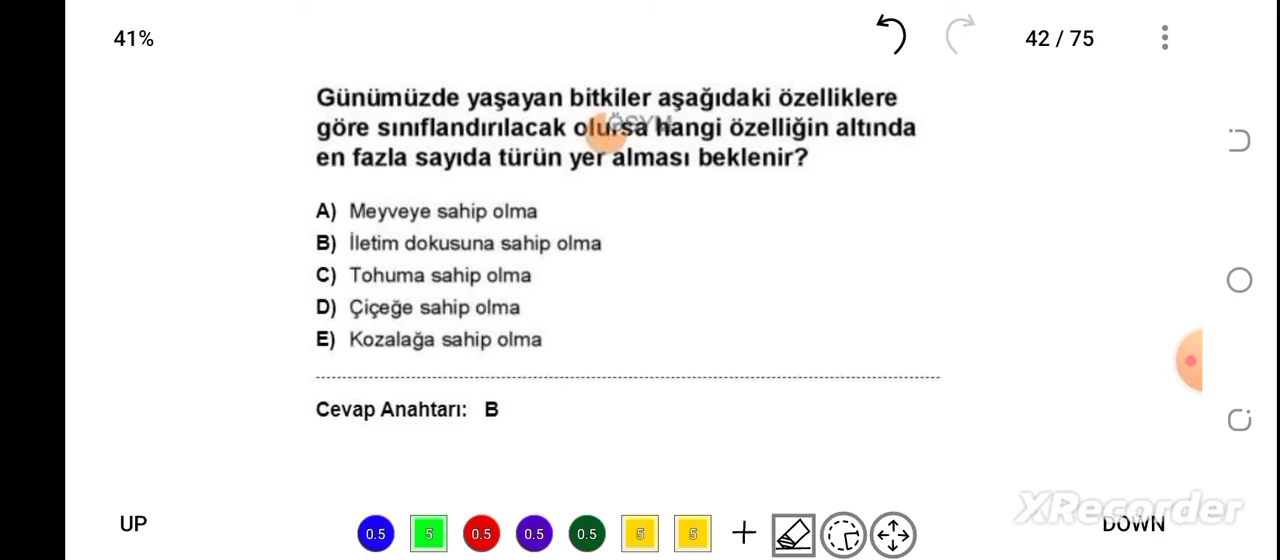 41%
42 / 75
Günümüzde yaşayan bitkiler aşağıdaki özelliklere
ÖSYM
göre sınıflandırılacak olursa hangi özelliğin altında
en fazla sayıda türün yer alması beklenir?
A) Meyveye sahip olma
B) İletim dokusuna sahip olma
C) Tohuma sahip olma
D) Çiçeğe sahip olma
E) Kozalağa sahip olma
Cevap Anahtarı: B
XRecorder
UP
0.5 5 0.5 0.5 0.5 5 5
DOWN